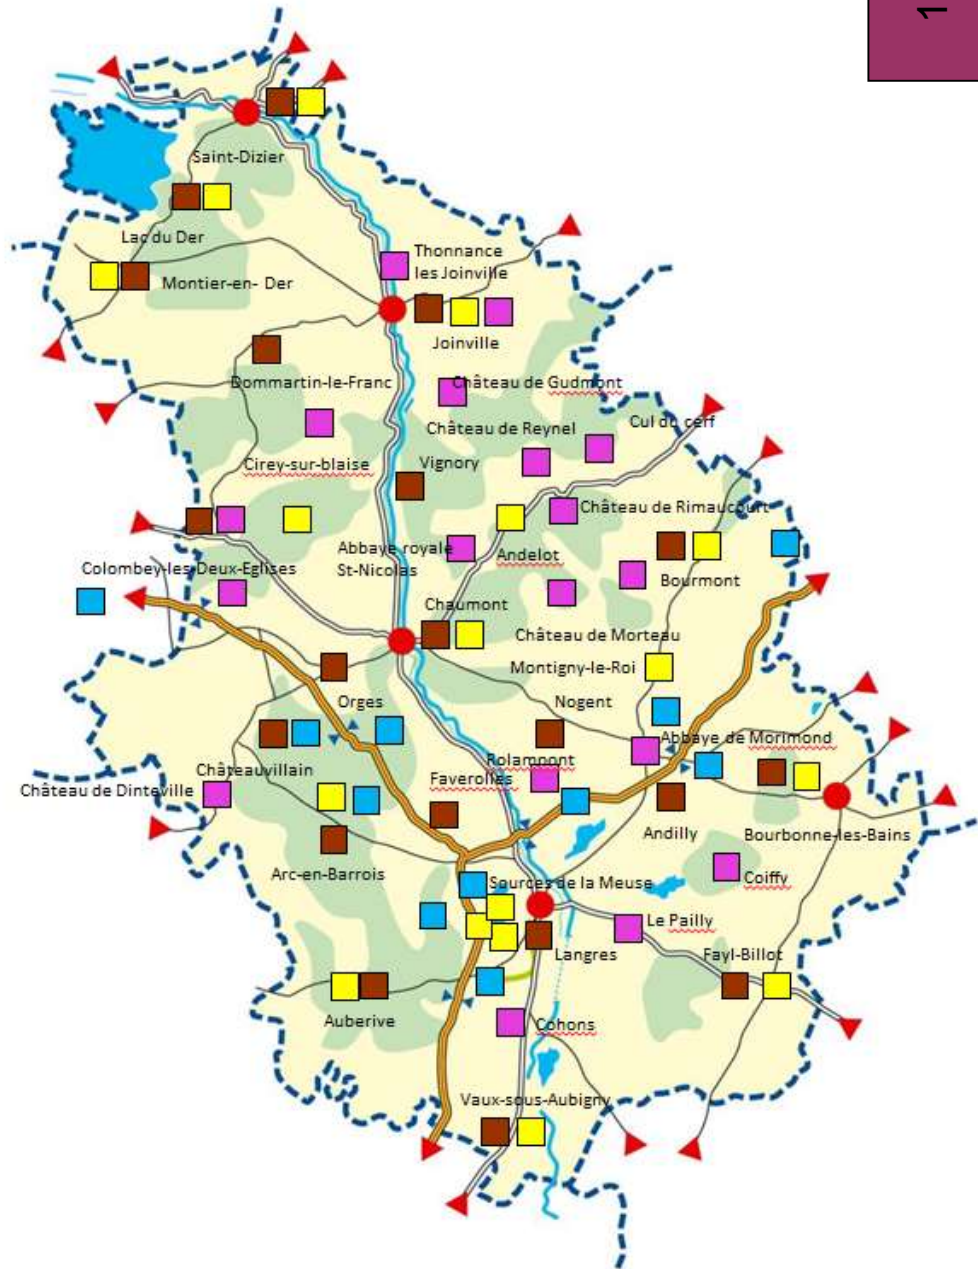 1
Saint-Dizier
Lac du Der
Thonnance
les Joinville
Montier-en- Der
Joinville
Dommartin-le-Franc
Château de Gudmont
Château de Reynel
Cul du cerf
Cirey-sur-blaise
Vignory
Château de Rimaucourt
Abbaye royale
St-Nicolas
Andelot
Colombey-les-Deux-Eglises
Bourmont
Chaumont
Château de Morteau
Montigny-le-Roi
Orges
Nogent
Abbaye de Morimond
Rolampont
Châteauvillain
Faverolles
Château de Dinteville
Andilly
Bourbonne-les-Bains
Arc-en-Barrois
Coiffy
Sources de la Meuse
Le Pailly
Langres
Fayl-Billot
Auberive
Cohons
Vaux-sous-Aubigny